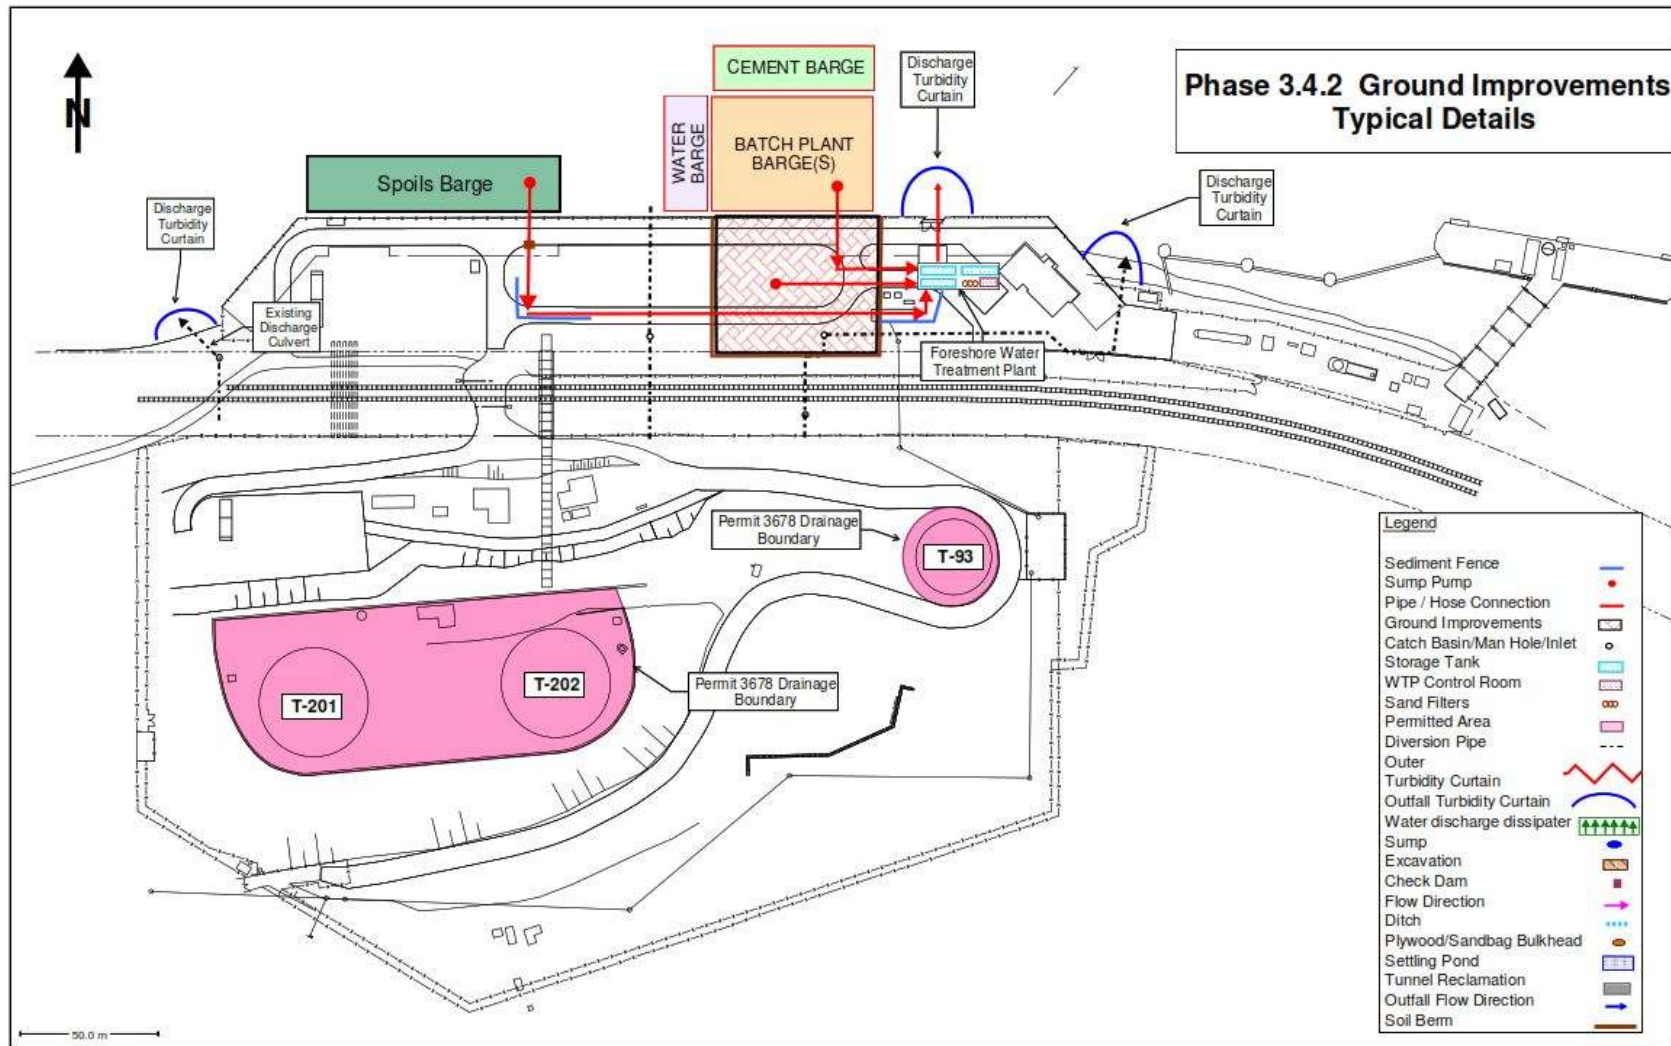 N
CEMENT BARGE
WATER
BARGE
BATCH PLANT
BARGE(S)
Discharge
Turbidity
Curtain
Phase 3.4.2 Ground Improvements
Typical Details
Spoils Barge
Discharge
Turbidity
Curtain
Discharge
Turbidity
Curtain
Existing
Discharge
Culvert
Foreshore Water
Treatment Plant
Permit 3678 Drainage
Boundary
T-93
T-202
T-201
Permit 3678 Drainage
Boundary
Legend
Sediment Fence
Sump Pump
Pipe / Hose Connection
Ground Improvements
Catch Basin/Man Hole/Inlet
Storage Tank
WTP Control Room
Sand Filters
Permitted Area
Diversion Pipe
Outer
Turbidity Curtain
Outfall Turbidity Curtain
Water discharge dissipater
Sump
Excavation
Check Dam
Flow Direction
Ditch
Plywood/Sandbag Bulkhead
Settling Pond
Tunnel Reclamation
Outfall Flow Direction
Soil Berm
50.0 m